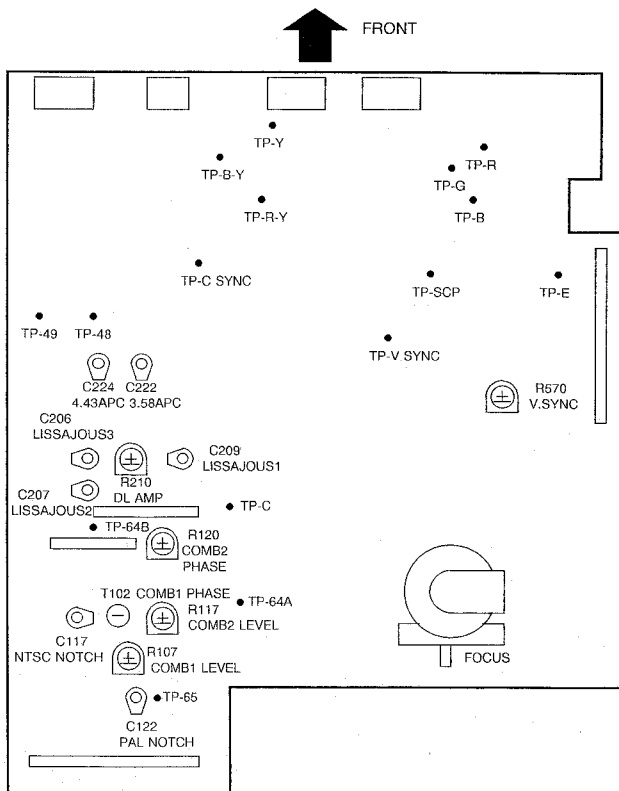 FRONT
TP-Y
TP-R
TP-B-Y
TP-G
TP-R-Y
TP-B
TP-C SYNC
TP-SCP
TP-E
TP-49
TP-48
TP-V SYNC
C224
4.43APC
C222
3.58APC
R570
V.SYNC
C206
LISSAJOUS3
C209
LISSAJOUS1
R210
DL AMP
C207
LISSAJOUS2
TP-C
TP-64B
R120
COMB2
PHASE
T102 COMB1 PHASE
TP-64A
R117
COMB2 LEVEL
C117
NTSC NOTCH
R107
COMB1 LEVEL
FOCUS
TP-65
C122
PAL NOTCH